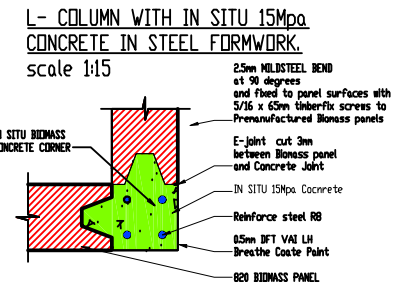 L- COLUMN WITH IN SITU 15Mpa
CONCRETE IN STEEL FORMWORK.
scale 1:15
2.5mm MILDSTEEL BEND
at 90 degrees
and fixed to panel surfaces with
5/16 x 65mm timberfix screws to
Premanufactured Biomass panels
N SITU BIOMASS
CONCRETE CORNER
E-joint cut 3mm
between Biomass panel
and Concrete Joint
IN SITU 15Mpa Cocnrete
Reinforce steel R8
0.5mm DFT VAI LH
Breathe Coate Paint
820 BIOMASS PANEL